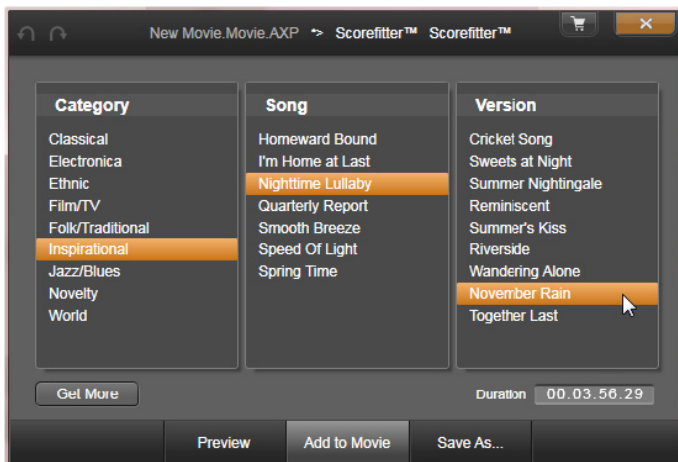 New Movie.Movie.AXP •> Scorefitter™ Scorefitter™
Category
Classical
Electronica
Ethnic
Film/TV
Folk/Traditional
Inspirational
Jazz/Blues
Novelty
World
Song
Homeward Bound
I'm Home at Last
Nighttime Lullaby
Quarterly Report
Smooth Breeze
Speed Of Light
Spring Time
Version
Cricket Song
Sweets at Night
Summer Nightingale
Reminiscent
Summer's Kiss
Riverside
Wandering Alone
November Rain
Together Last
Get More
Duration 00.03.56.29
Preview Add to Movie Save As...